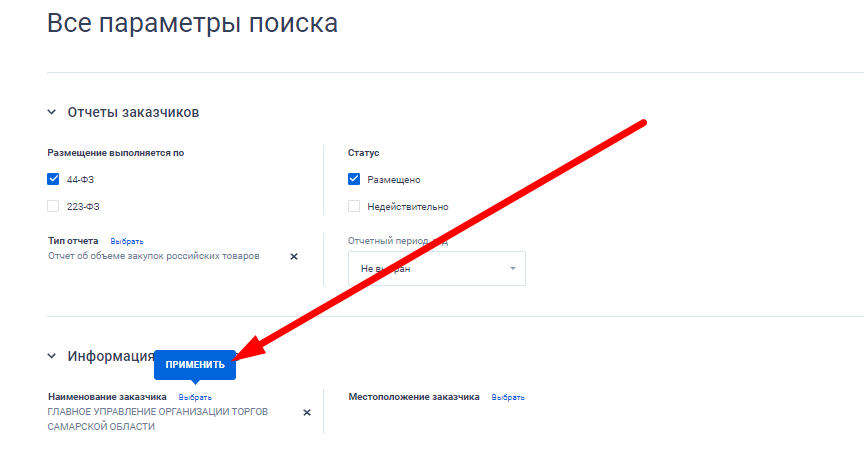 Все параметры поиска
Отчеты заказчиков
Размещение выполняется по
Статус
44-ФЗ
Размещено
223-ФЗ
Недействительно
Тип отчета Выбрать
Отчетный период,
Отчет об объеме закупок российских товаров
Не выбран
Информация
ПРИМЕНИТЬ
Наименование заказчика Выбрать
Местоположение заказчика Выбрать
ГЛАВНОЕ УПРАВЛЕНИЕ ОРГАНИЗАЦИИ ТОРГОВ
САМАРСКОЙ ОБЛАСТИ